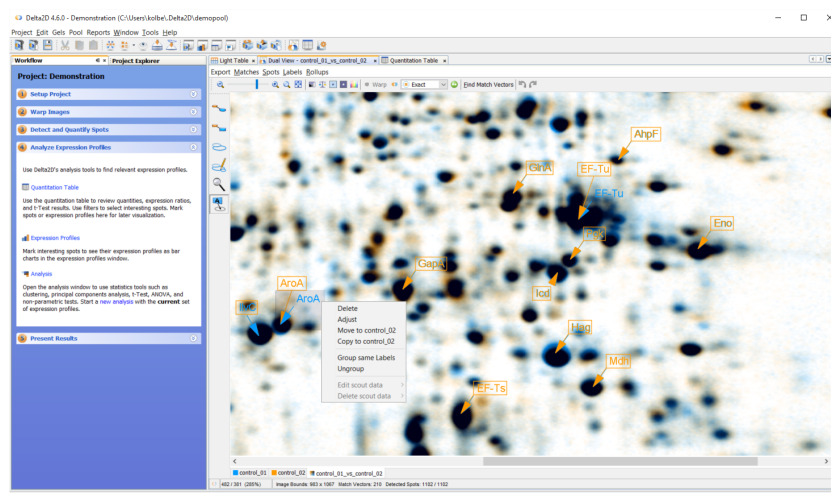 Delta2D 4.6.0 - Demonstration (C:\Users\kolbe\.Delta2D\demopool)
Project Edit Gels Pool Reports Window Tools Help
Workflow
Project Explorer
Light Table
Dual View - control_01_vs_control_02
Quantitation Table
Project: Demonstration
Export Matches Spots Labels Rollups
1 Setup Project
Warp
Exact
Find Match Vectors
2 Warp Images
3 Detect and Quantify Spots
4 Analyze Expression Profiles
Use Delta2D's analysis tools to find relevant expression profiles.
Quantitation Table
Use the quantitation table to review quantities, expression ratios,
and t-Test results. Use filters to select interesting spots. Mark
spots or expression profiles here for later visualization.
Expression Profiles
Mark interesting spots to see their expression profiles as bar
charts in the expression profiles window.
Analysis
Open the analysis window to use statistics tools such as
clustering, principal components analysis, t-Test, ANOVA, and
non-parametric tests. Start a new analysis with the current set
of expression profiles.
5 Present Results
AhpF
GlnA
EF-Tu
EF-Tu
Eno
GapA
Icd
AroA
AroA
Hag
Mdh
EF-Ts
Delete
Adjust
Move to control_02
Copy to control_02
Group same Labels
Ungroup
Edit scout data
Delete scout data
control_01
control_02
control_01_vs_control_02
Image Bounds: 963 x 1067
Match Vectors: 210
Detected Spots: 1102 / 1102